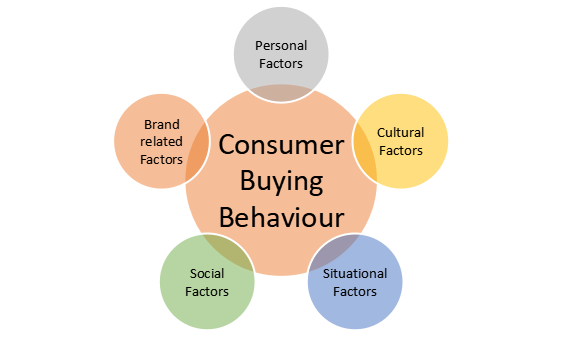 Personal
Factors
Brand
related
Factors
Cultural
Factors
Consumer
Buying
Behaviour
Social
Factors
Situational
Factors